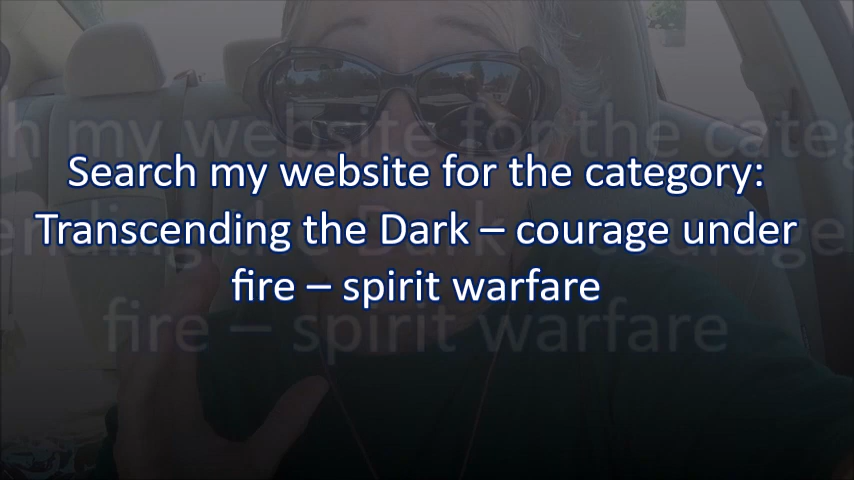 Search my website for the category:
Transcending the Dark – courage under
fire – spirit warfare